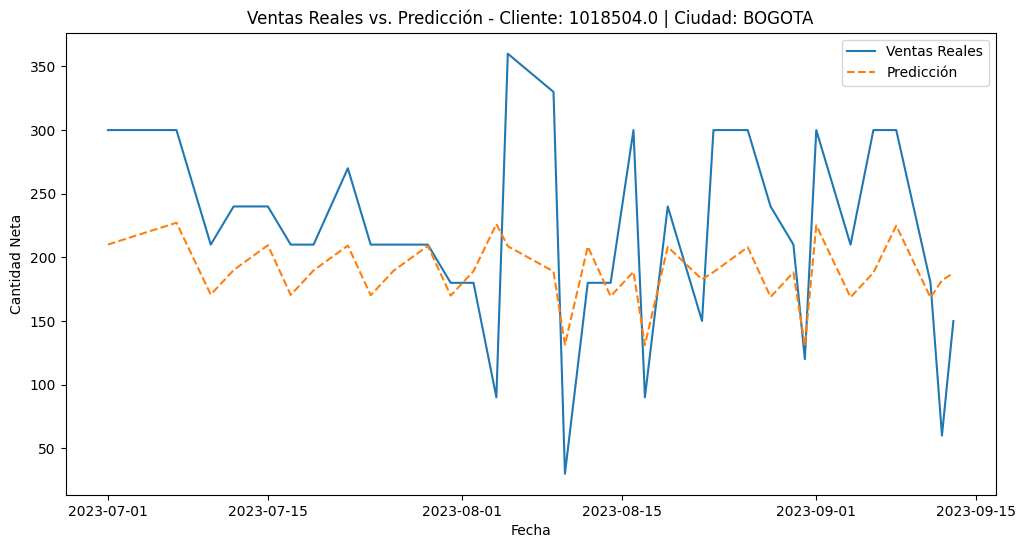 Ventas Reales vs. Predicción - Cliente: 1018504.0 | Ciudad: BOGOTA
Ventas Reales
Predicción
Cantidad Neta
350
300
250
200
150
100
50
2023-07-01
2023-07-15
2023-08-01
2023-08-15
2023-09-01
2023-09-15
Fecha